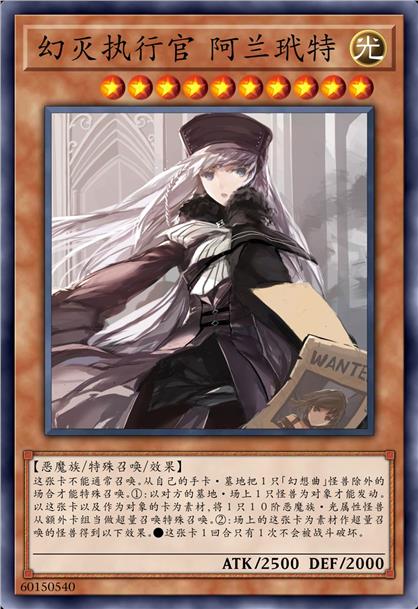 幻灭执行官 阿兰玳特
光
WANTE
【恶魔族/特殊召唤/效果】
这张卡不能通常召唤。从自己的手卡·墓地把1只「幻想曲」怪兽除外的
场合才能特殊召唤。①:以对方的墓地·场上1只怪兽为对象才能发动。
以这张卡以及作为对象的卡为素材,将1只10阶恶魔族·光属性怪兽
从额外卡组当做超量召唤特殊召唤。②:场上的这张卡为素材作超量召
唤的怪兽得到以下效果。●这张卡1回合只有1次不会被战斗破坏。
ATK/2500 DEF/2000
60150540